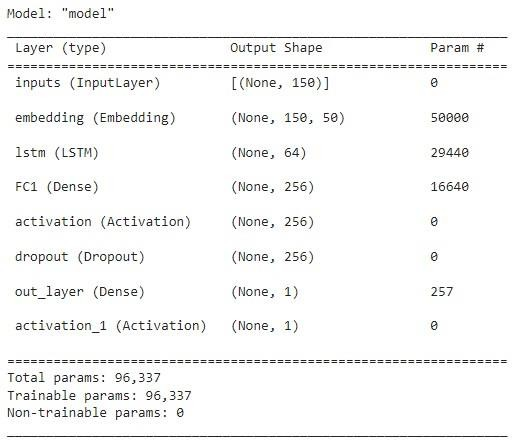 Model: "model"
Layer (type) Output Shape Param #
inputs (InputLayer) [(None, 150)] 0
embedding (Embedding) (None, 150, 50) 50000
lstm (LSTM) (None, 64) 29440
FC1 (Dense) (None, 256) 16640
activation (Activation) (None, 256) 0
dropout (Dropout) (None, 256) 0
out_layer (Dense) (None, 1) 257
activation_1 (Activation) (None, 1) 0
Total params: 96,337
Trainable params: 96,337
Non-trainable params: 0